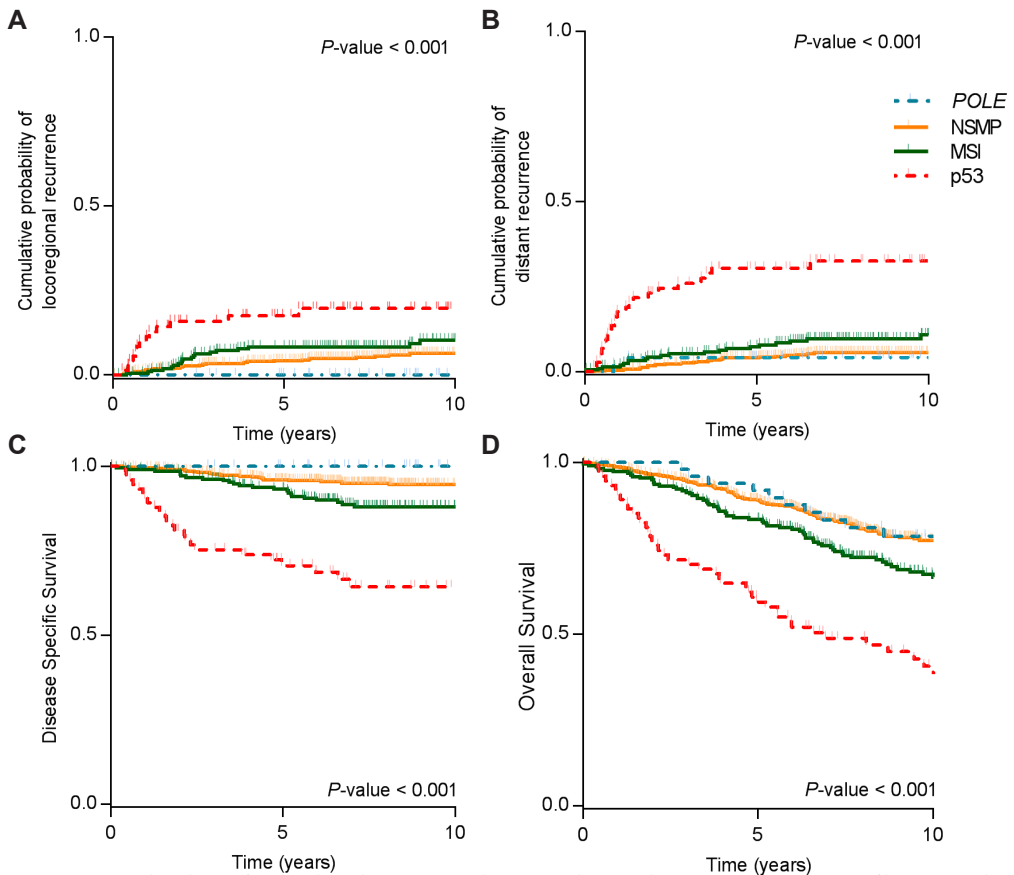 A
1.0
P-value < 0.001
Cumulative probability of
locoregional recurrence
0.5
0.0
0
5
10
Time (years)
B
1.0
P-value < 0.001
POLE
NSMP
MSI
p53
Cumulative probability of
distant recurrence
0.5
0.0
0
5
10
Time (years)
C
1.0
Disease Specific Survival
0.5
0.0
P-value < 0.001
0
5
10
Time (years)
D
1.0
Overall Survival
0.5
0.0
P-value < 0.001
0
5
10
Time (years)